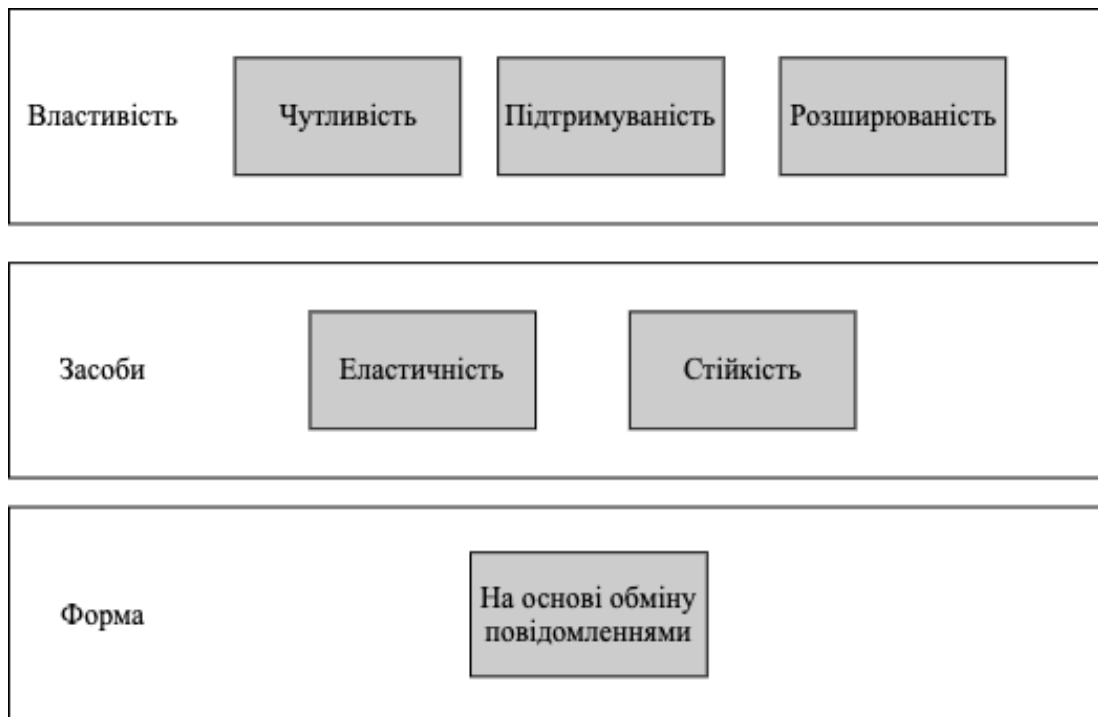 Властивість
Чутливість
Підтримуваність
Розширюваність
Засоби
Еластичність
Стійкість
Форма
На основі обміну
повідомленнями